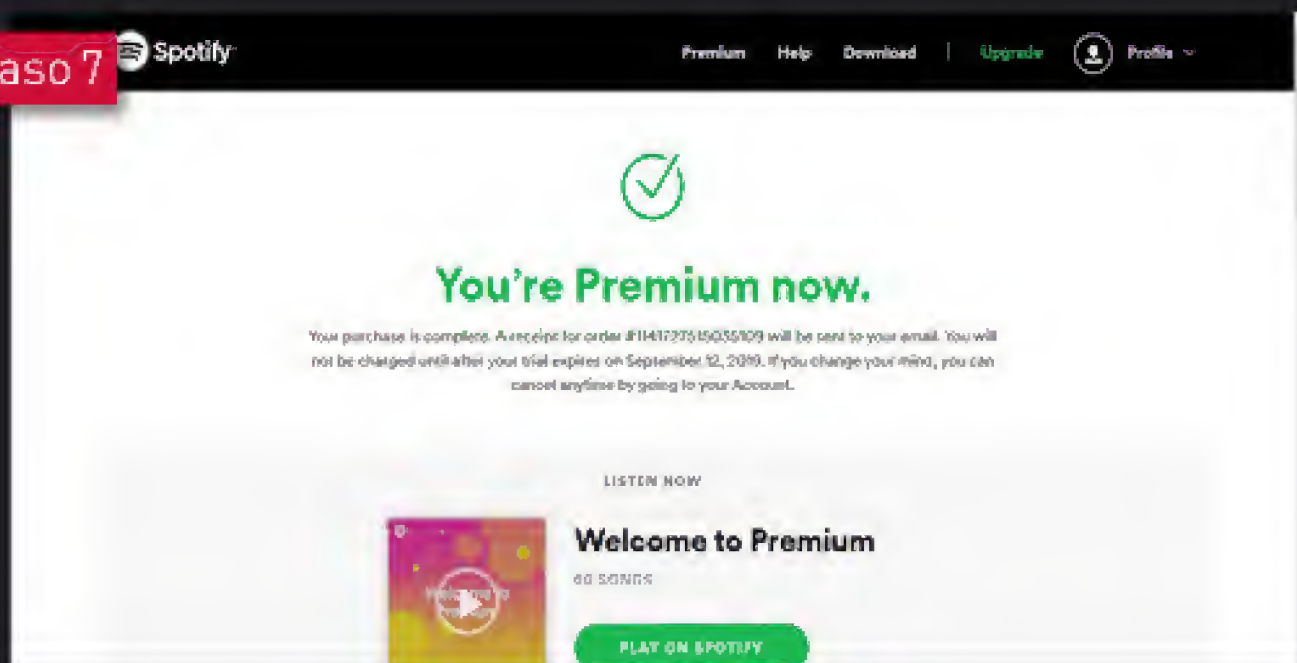 aso 7
Spotify
Premium Help Download | Upgrade Profile
You're Premium now.
Your purchase is complete. A receipt for order will be sent to your email. You will
not be charged until after your trial expires on September 12, 2019. If you change your mind, you can
cancel anytime by going to your Account.
LISTEN NOW
Welcome to Premium
60 SONGS
Welcome to
Premium
PLAY ON SPOTIFY